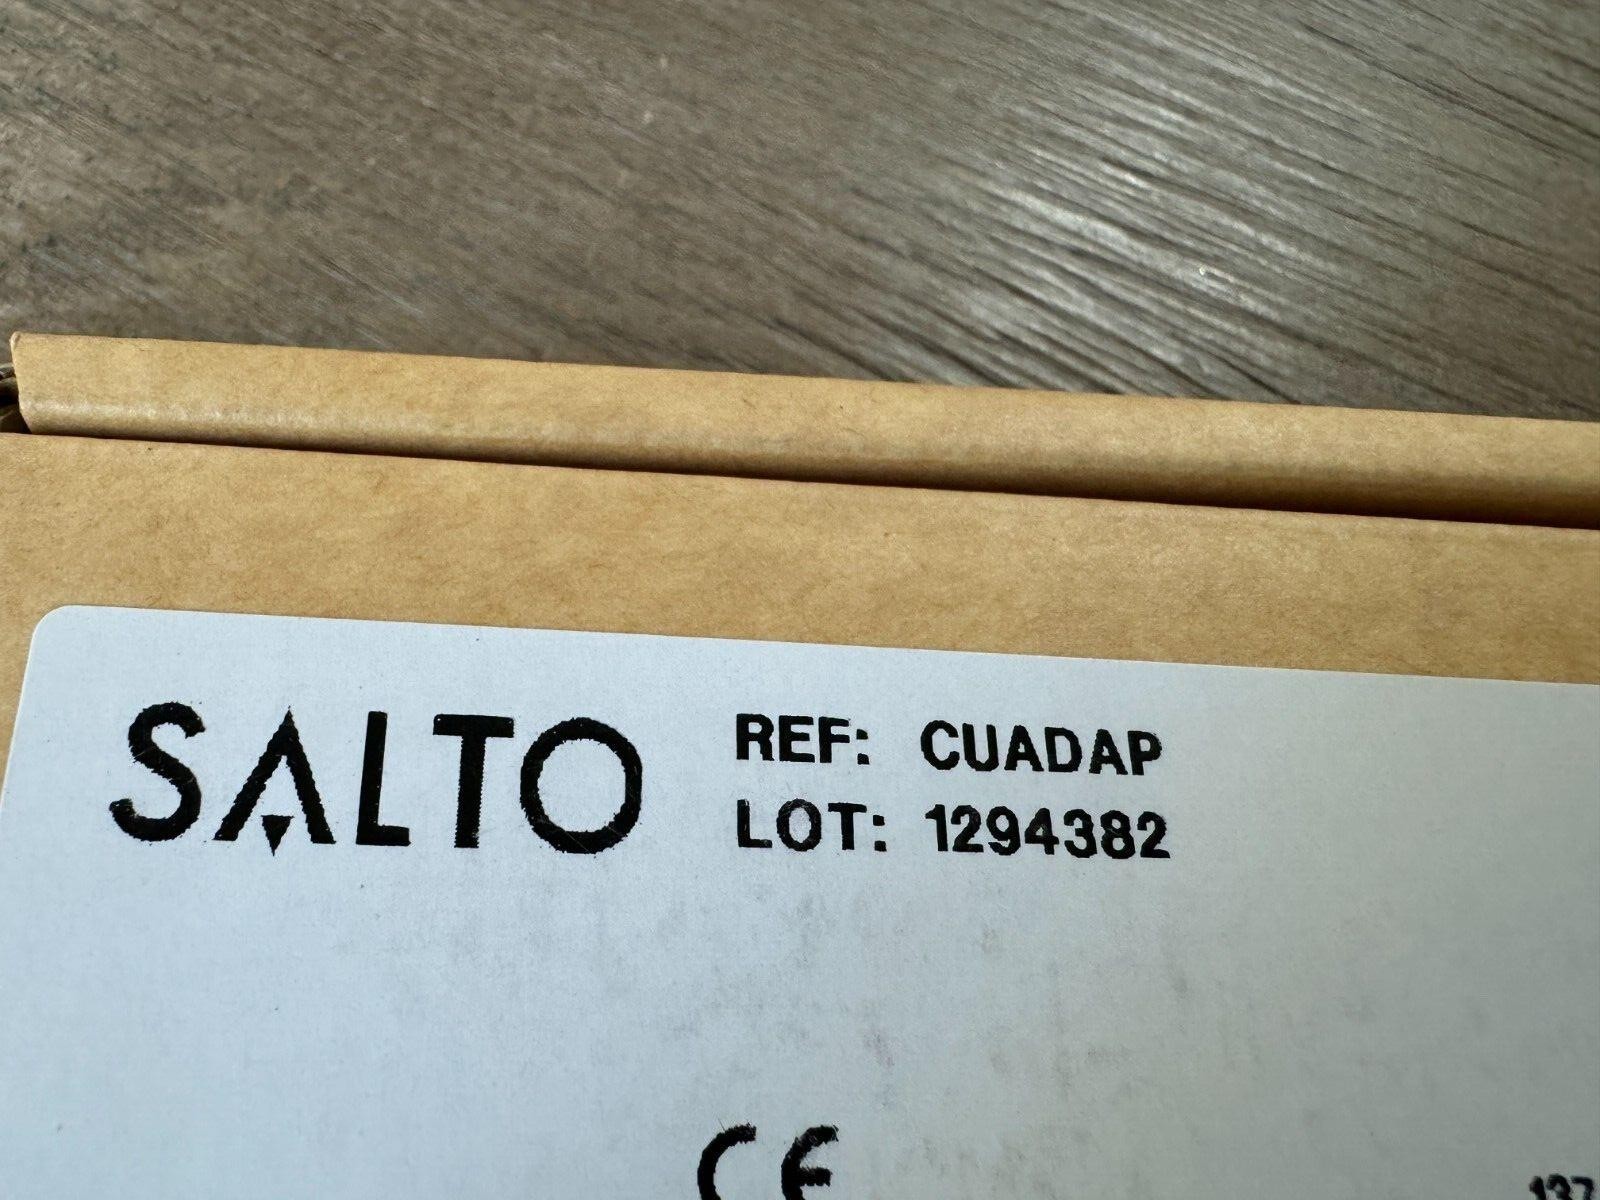 SALTO
REF: CUADAP
LOT: 1294382
CE